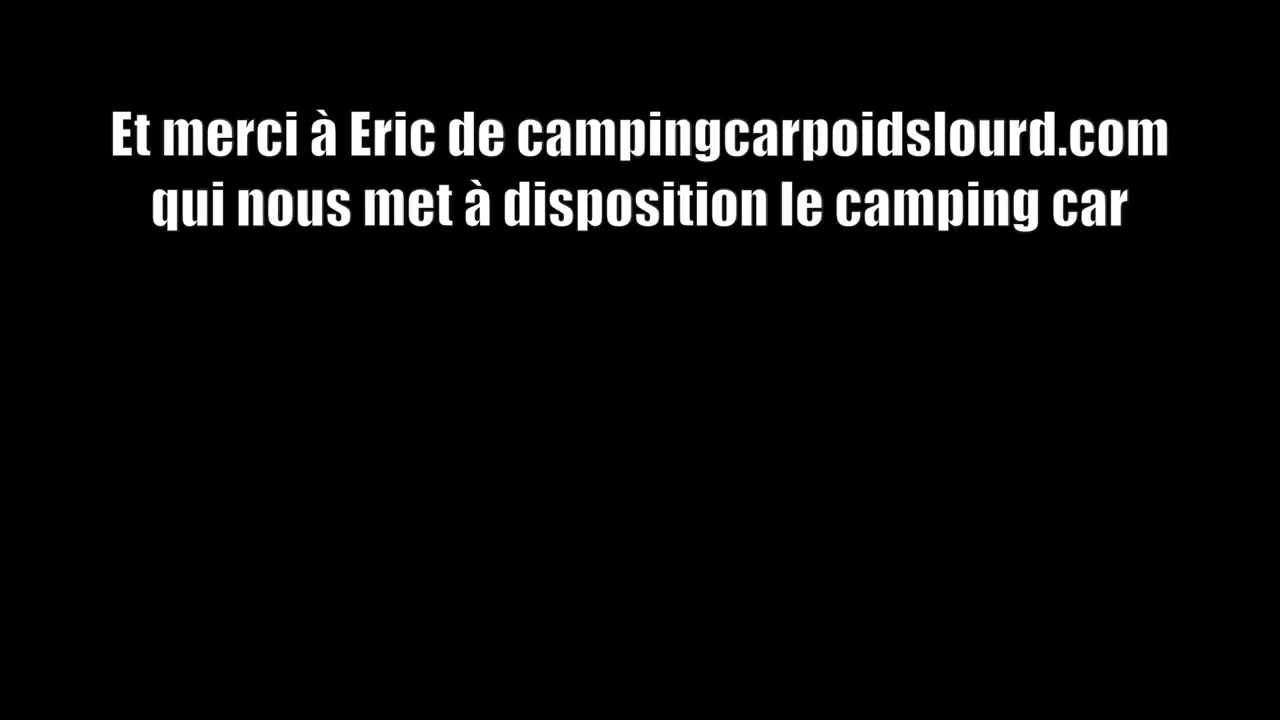 Et merci à Eric de campingcarpoidslourd.com
qui nous met à disposition le camping car